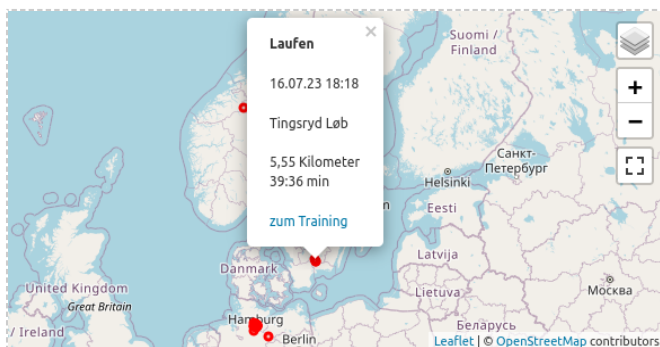 Laufen
×
16.07.23 18:18
Tingsryd Løb
5,55 Kilometer
39:36 min
zum Training
Suomi /
Finland
+
−
Санкт-
Петербург
Helsinki
n
Eesti
Latvija
Danmark
Lietuva
Москва
United Kingdom
Great Britain
/ Ireland
Hamburg
Berlin
Беларусь
Leaflet | © OpenStreetMap contributors